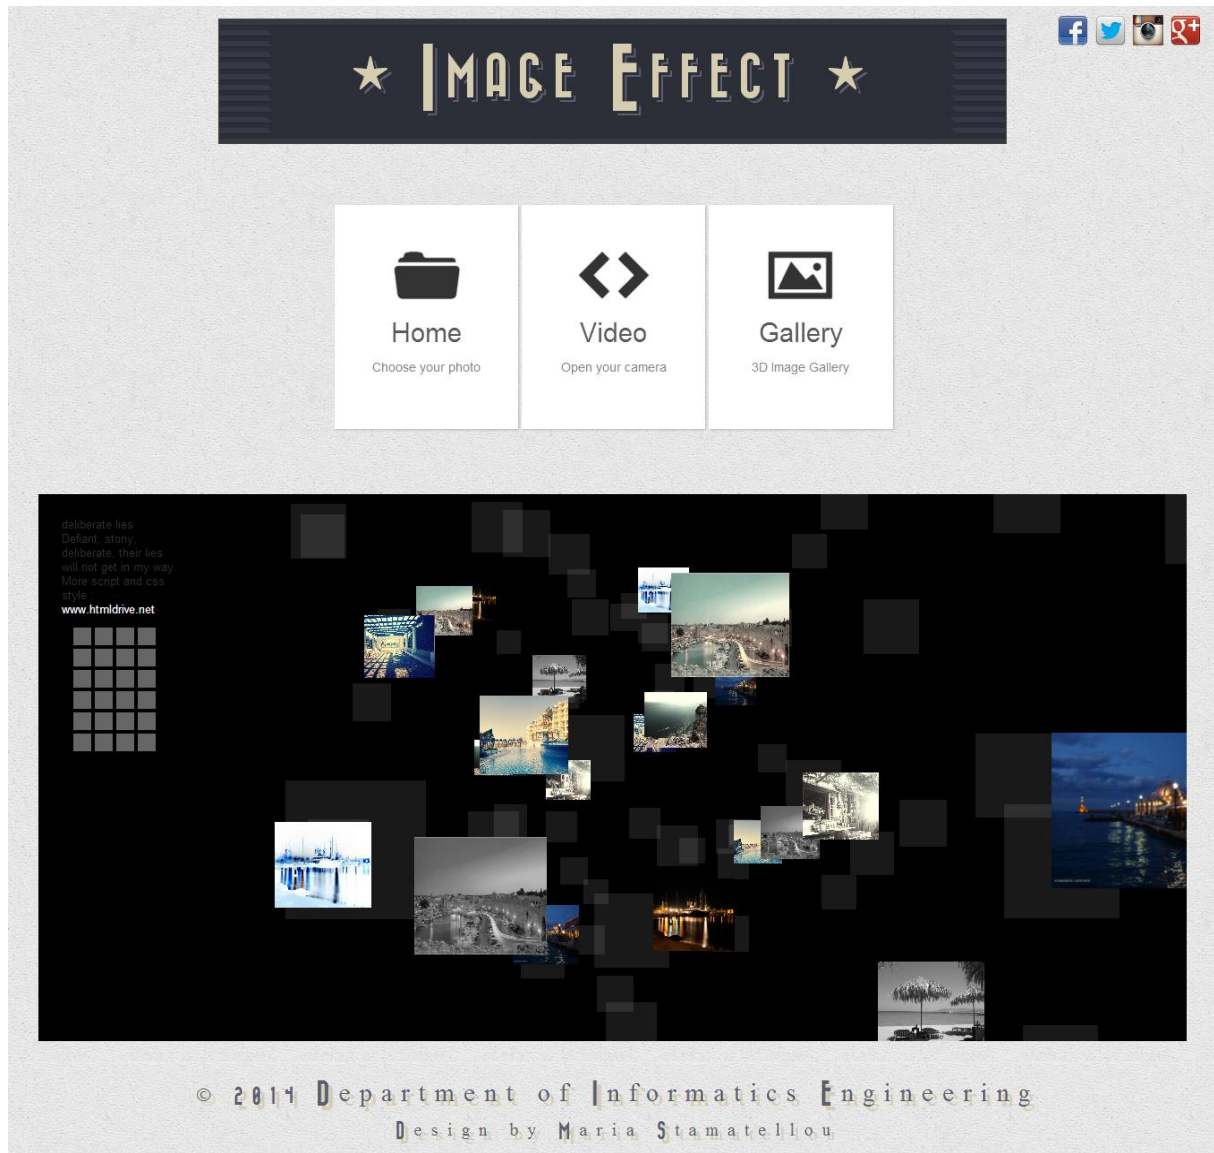 ★ Image Effect ★
Home
Choose your photo
Video
Open your camera
Gallery
3D Image Gallery
deliberate lies
Defiant, stony,
deliberate, their lies
will not get in my way.
More script and css
style :
www.htmldrive.net
© 2014 Department of Informatics Engineering
Design by Maria Stamatellou